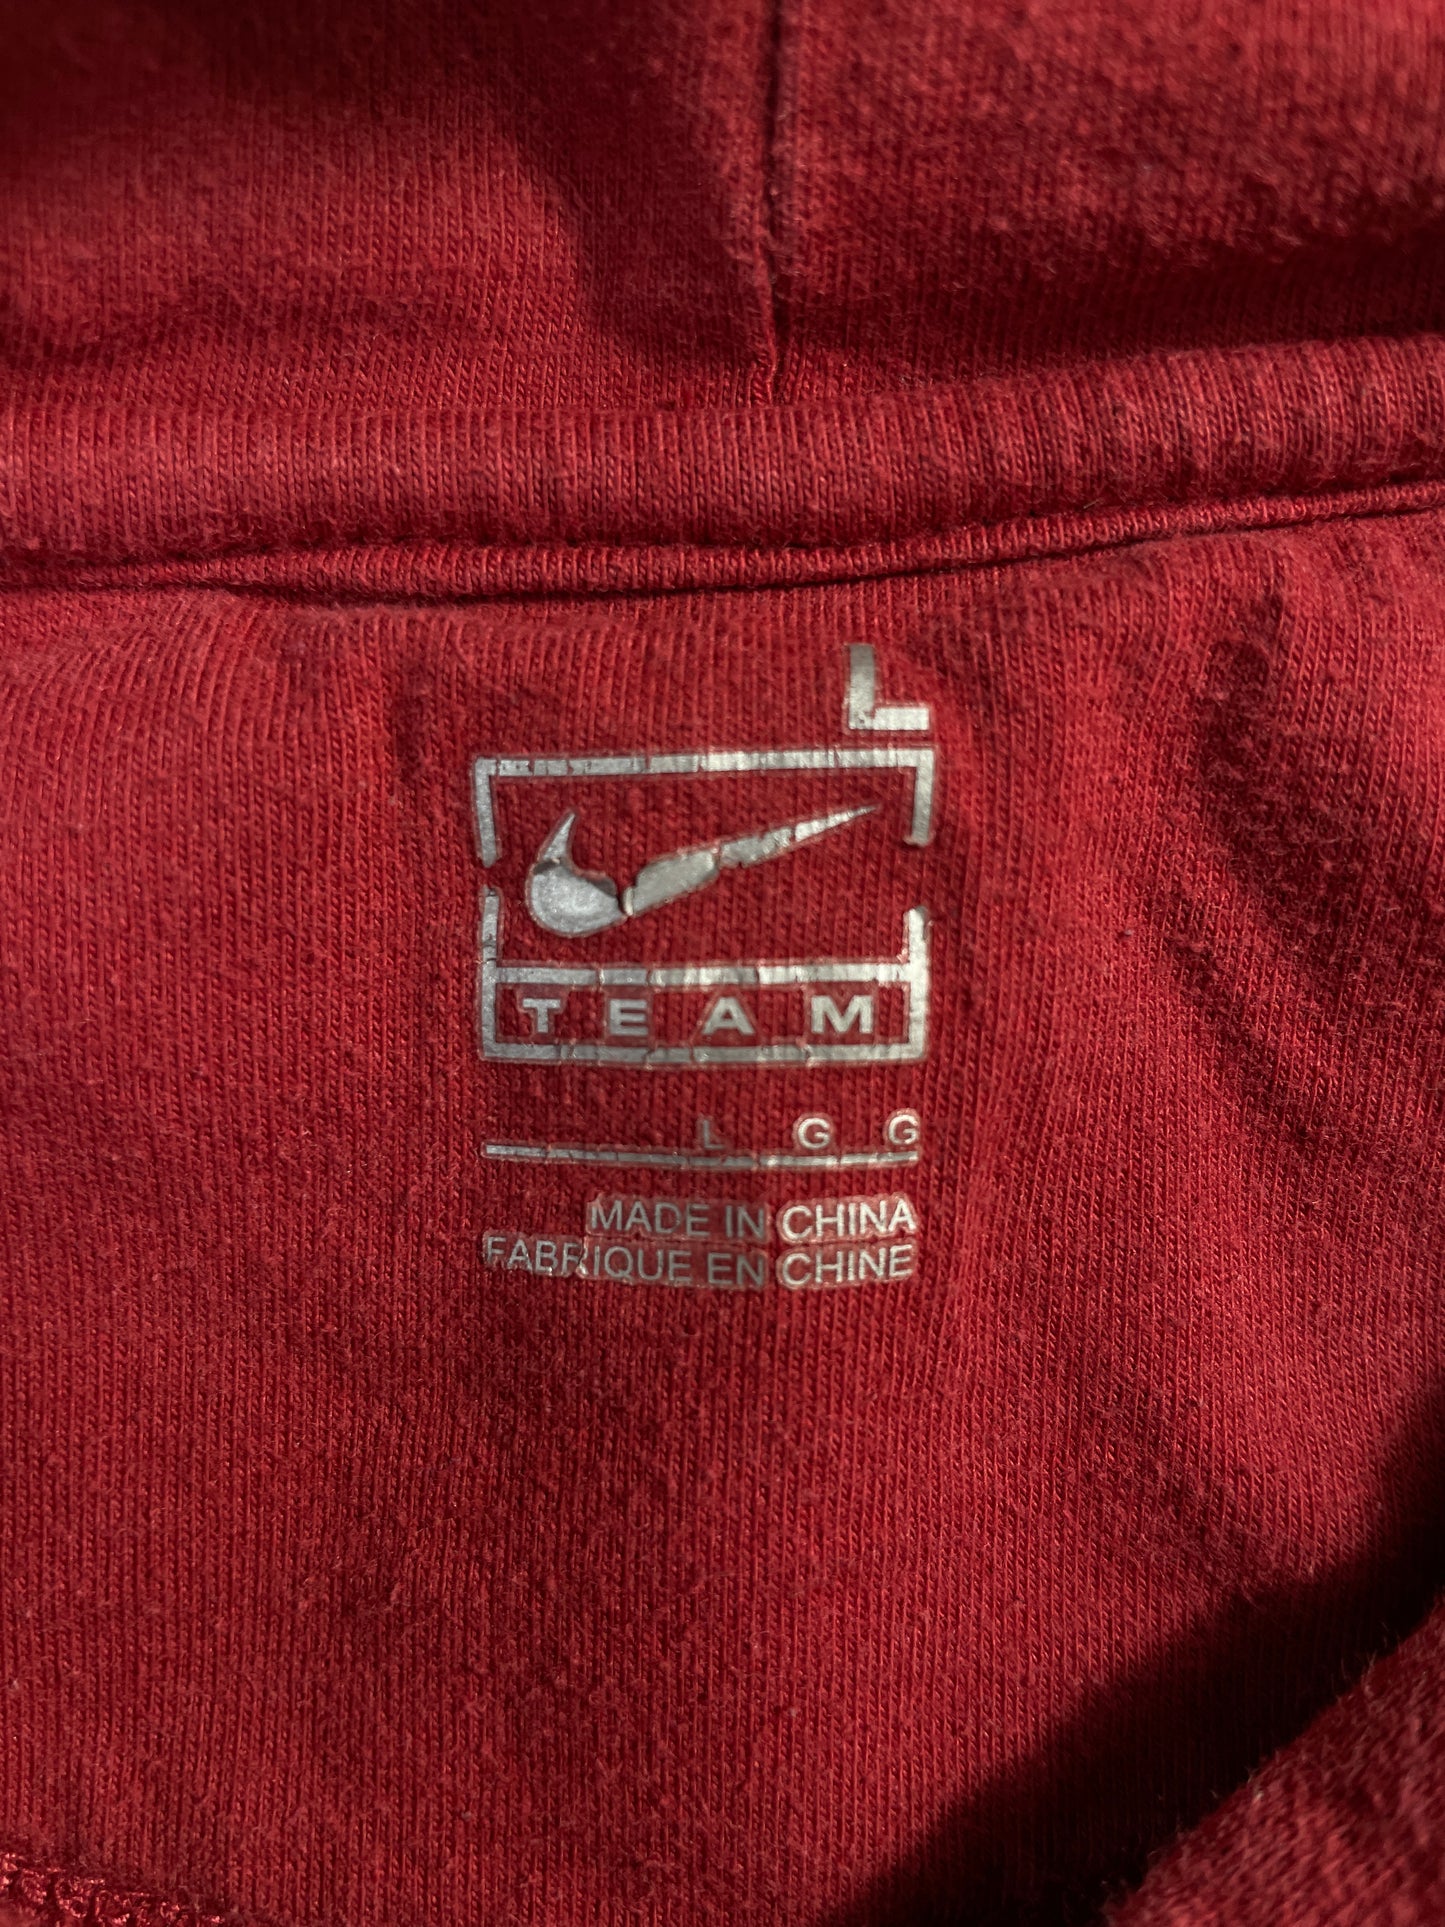 L
TEAM
L G G
MADE IN CHINA
FABRIQUE EN CHINE